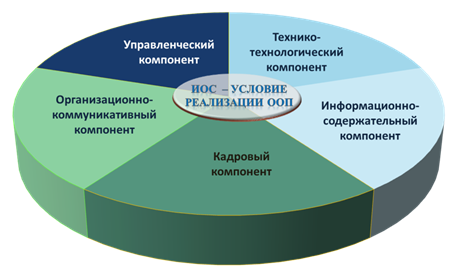 Управленческий
компонент
Технико-
технологический
компонент
ИОС – УСЛОВИЕ
РЕАЛИЗАЦИИ ООП
Организационно-
коммуникативный
компонент
Информационно-
содержательный
компонент
Кадровый
компонент